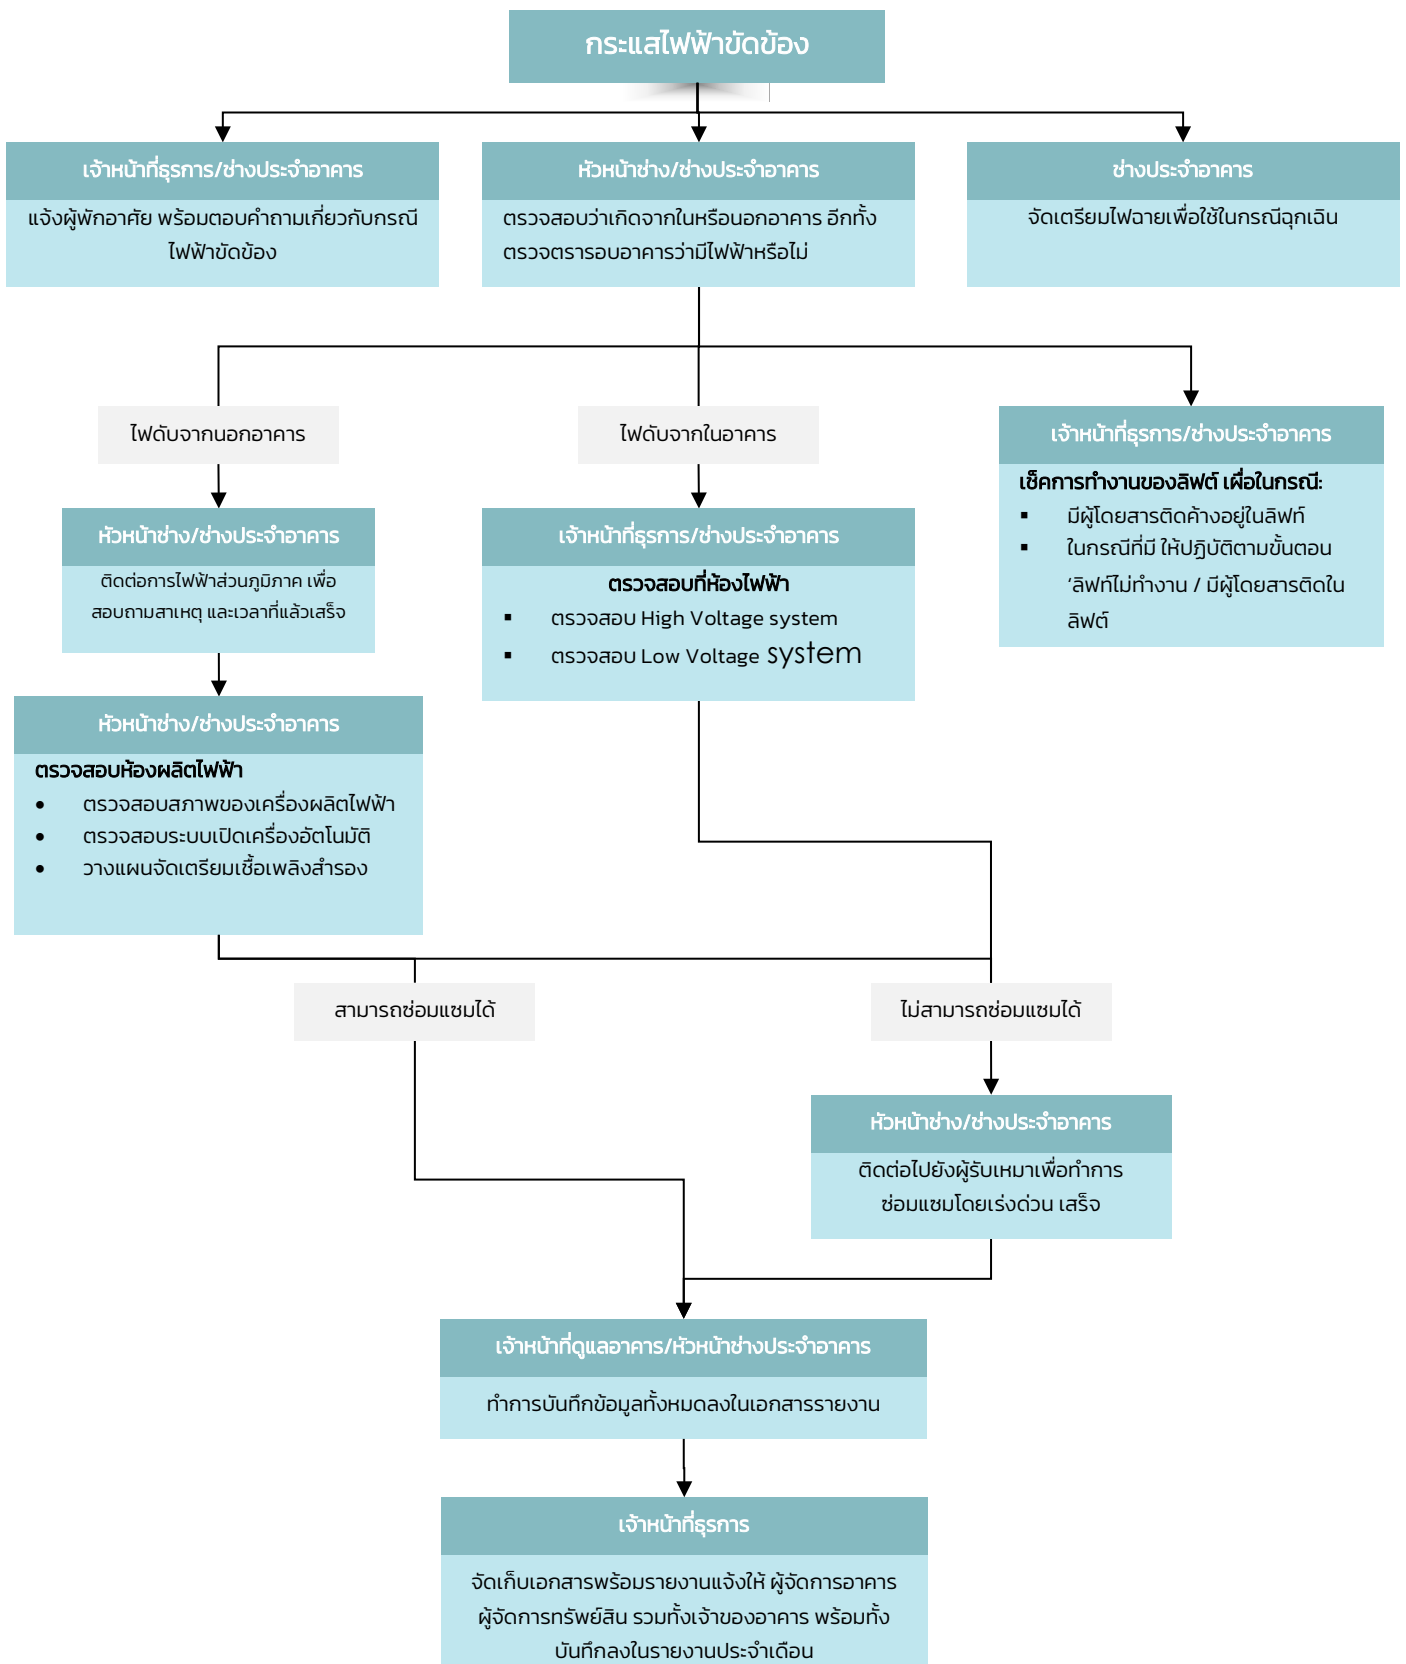 กระแสไฟฟ้าขัดข้อง
เจ้าหน้าที่ธุรการ/ช่างประจำอาคาร
แจ้งผู้พักอาศัย พร้อมตอบคำถามเกี่ยวกับกรณี
ไฟฟ้าขัดข้อง
หัวหน้าช่าง/ช่างประจำอาคาร
ตรวจสอบว่าเกิดจากในหรือนอกอาคาร อีกทั้ง
ตรวจตรารอบอาคารว่ามีไฟฟ้าหรือไม่
ช่างประจำอาคาร
จัดเตรียมไฟฉายเพื่อใช้ในกรณีฉุกเฉิน
ไฟดับจากนอกอาคาร
ไฟดับจากในอาคาร
เจ้าหน้าที่ธุรการ/ช่างประจำอาคาร
เช็คการทำงานของลิฟต์ เผื่อในกรณี:
▪ มีผู้โดยสารติดค้างอยู่ในลิฟท์
▪ ในกรณีที่มี ให้ปฏิบัติตามขั้นตอน
‘ลิฟท์ไม่ทำงาน / มีผู้โดยสารติดใน
ลิฟต์
หัวหน้าช่าง/ช่างประจำอาคาร
ติดต่อการไฟฟ้าส่วนภูมิภาค เพื่อ
สอบถามสาเหตุ และเวลาที่แล้วเสร็จ
เจ้าหน้าที่ธุรการ/ช่างประจำอาคาร
ตรวจสอบที่ห้องไฟฟ้า
▪ ตรวจสอบ High Voltage system
▪ ตรวจสอบ Low Voltage system
หัวหน้าช่าง/ช่างประจำอาคาร
ตรวจสอบห้องผลิตไฟฟ้า
• ตรวจสอบสภาพของเครื่องผลิตไฟฟ้า
• ตรวจสอบระบบเปิดเครื่องอัตโนมัติ
• วางแผนจัดเตรียมเชื้อเพลิงสำรอง
สามารถซ่อมแซมได้
ไม่สามารถซ่อมแซมได้
หัวหน้าช่าง/ช่างประจำอาคาร
ติดต่อไปยังผู้รับเหมาเพื่อทำการ
ซ่อมแซมโดยเร่งด่วน เสร็จ
เจ้าหน้าที่ดูแลอาคาร/หัวหน้าช่างประจำอาคาร
ทำการบันทึกข้อมูลทั้งหมดลงในเอกสารรายงาน
เจ้าหน้าที่ธุรการ
จัดเก็บเอกสารพร้อมรายงานแจ้งให้ ผู้จัดการอาคาร
ผู้จัดการทรัพย์สิน รวมทั้งเจ้าของอาคาร พร้อมทั้ง
บันทึกลงในรายงานประจำเดือน